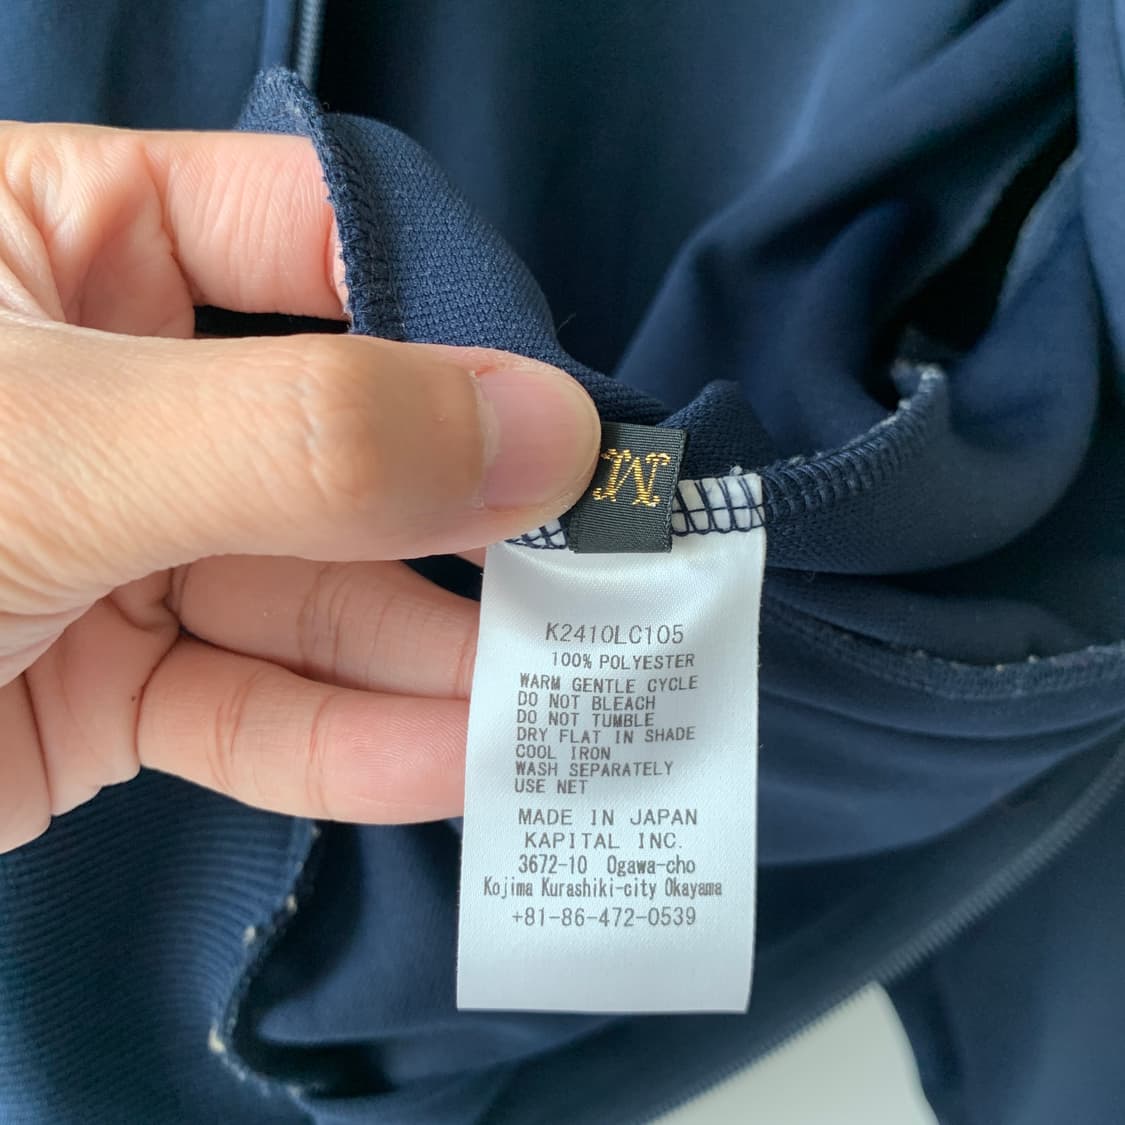 M
K2410LC105
100% POLYESTER
WARM GENTLE CYCLE
DO NOT BLEACH
DO NOT TUMBLE
DRY FLAT IN SHADE
COOL IRON
WASH SEPARATELY
USE NET
MADE IN JAPAN
KAPITAL INC.
3672-10 Ogawa-cho
Kojima Kurashiki-city Okayama
+81-86-472-0539